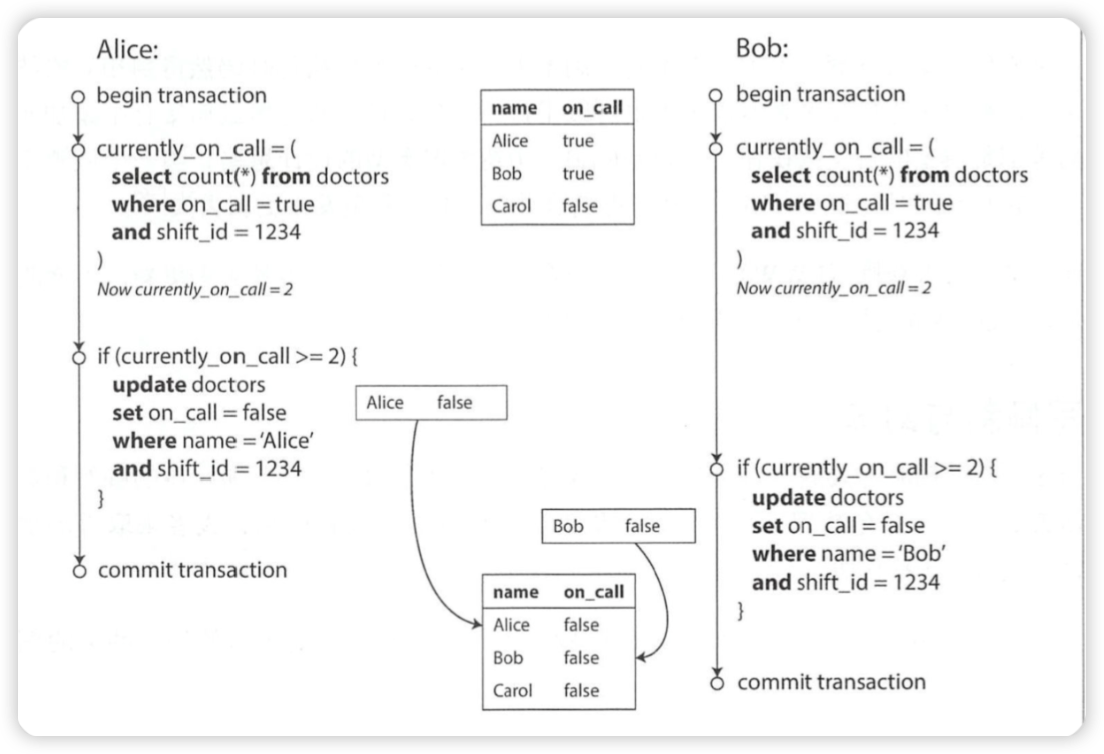 Alice:
begin transaction
currently_on_call = (
select count(*) from doctors
where on_call = true
and shift_id = 1234
)
Now currently_on_call = 2
if (currently_on_call >= 2) {
update doctors
set on_call = false
where name = 'Alice'
and shift_id = 1234
}
commit transaction
name on_call
Alice true
Bob true
Carol false
Alice false
Bob false
name on_call
Alice false
Bob false
Carol false
Bob:
begin transaction
currently_on_call = (
select count(*) from doctors
where on_call = true
and shift_id = 1234
)
Now currently_on_call = 2
if (currently_on_call >= 2) {
update doctors
set on_call = false
where name = 'Bob'
and shift_id = 1234
}
commit transaction